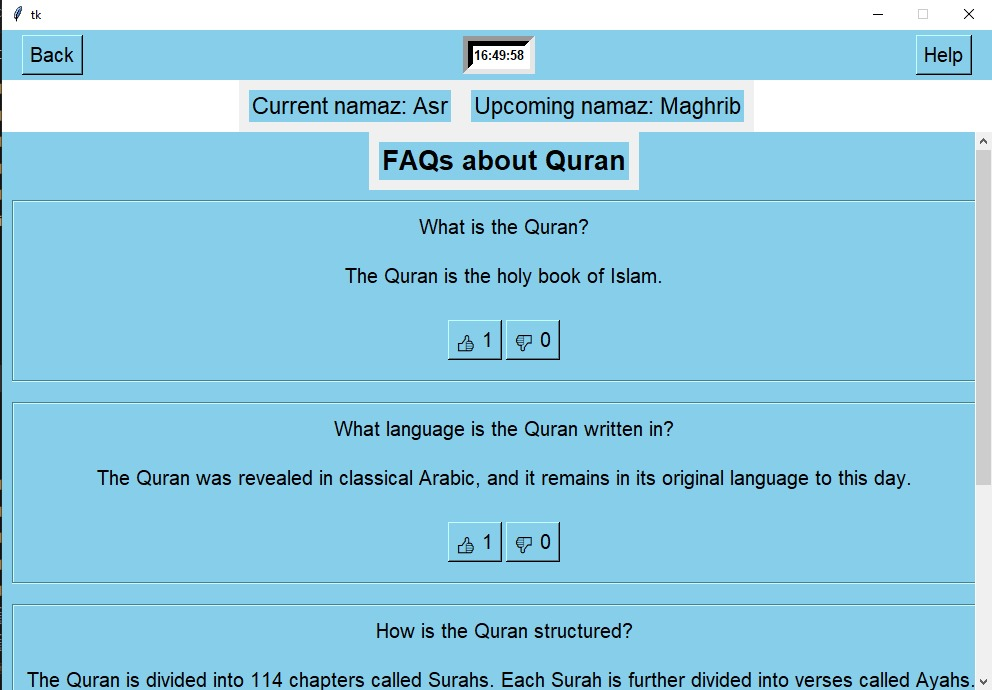 tk
Back
16:49:58
Help
Current namaz: Asr
Upcoming namaz: Maghrib
FAQs about Quran
What is the Quran?
The Quran is the holy book of Islam.
👍 1 👎 0
What language is the Quran written in?
The Quran was revealed in classical Arabic, and it remains in its original language to this day.
👍 1 👎 0
How is the Quran structured?
The Quran is divided into 114 chapters called Surahs. Each Surah is further divided into verses called Ayahs.